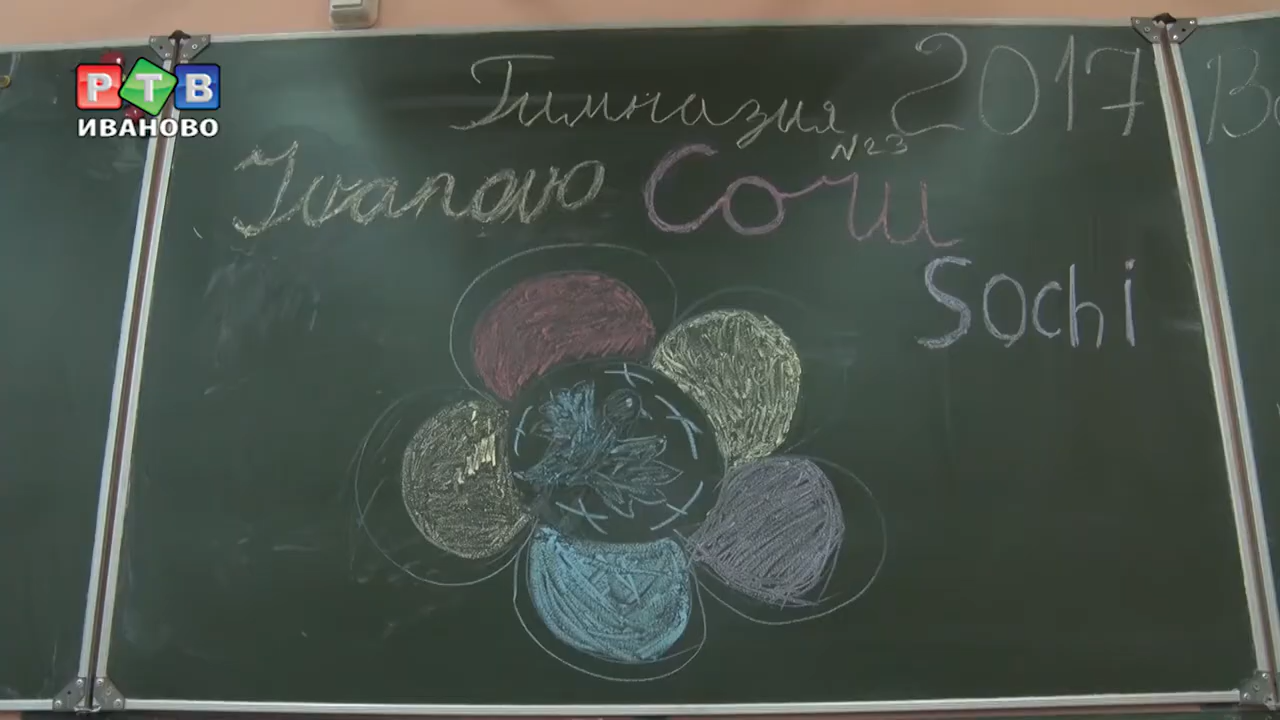 РТВ
ИВАНОВО
Гимназия 2017
№23
Ivanovo Сочи
Sochi